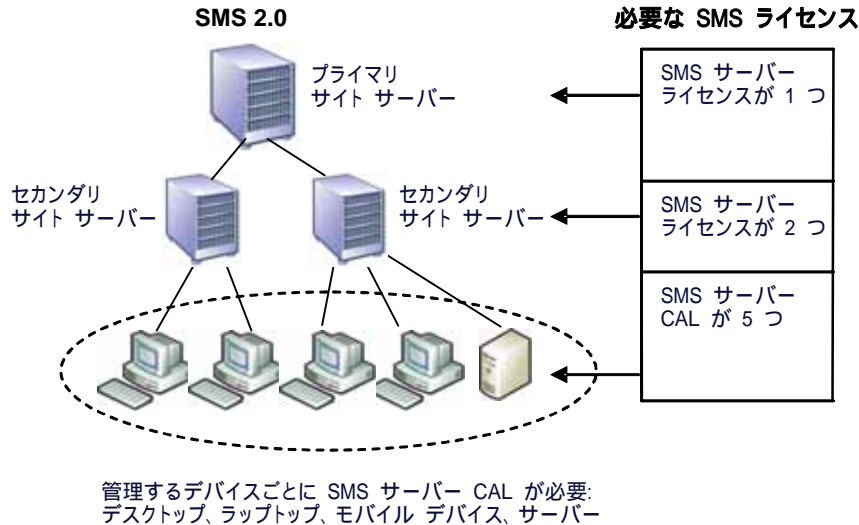 SMS 2.0
必要な SMS ライセンス
プライマリ
サイト サーバー
SMS サーバー
ライセンスが 1 つ
セカンダリ
サイト サーバー
セカンダリ
サイト サーバー
SMS サーバー
ライセンスが 2 つ
SMS サーバー
CAL が 5 つ
管理するデバイスごとに SMS サーバー CAL が必要:
デスクトップ、ラップトップ、モバイル デバイス、サーバー